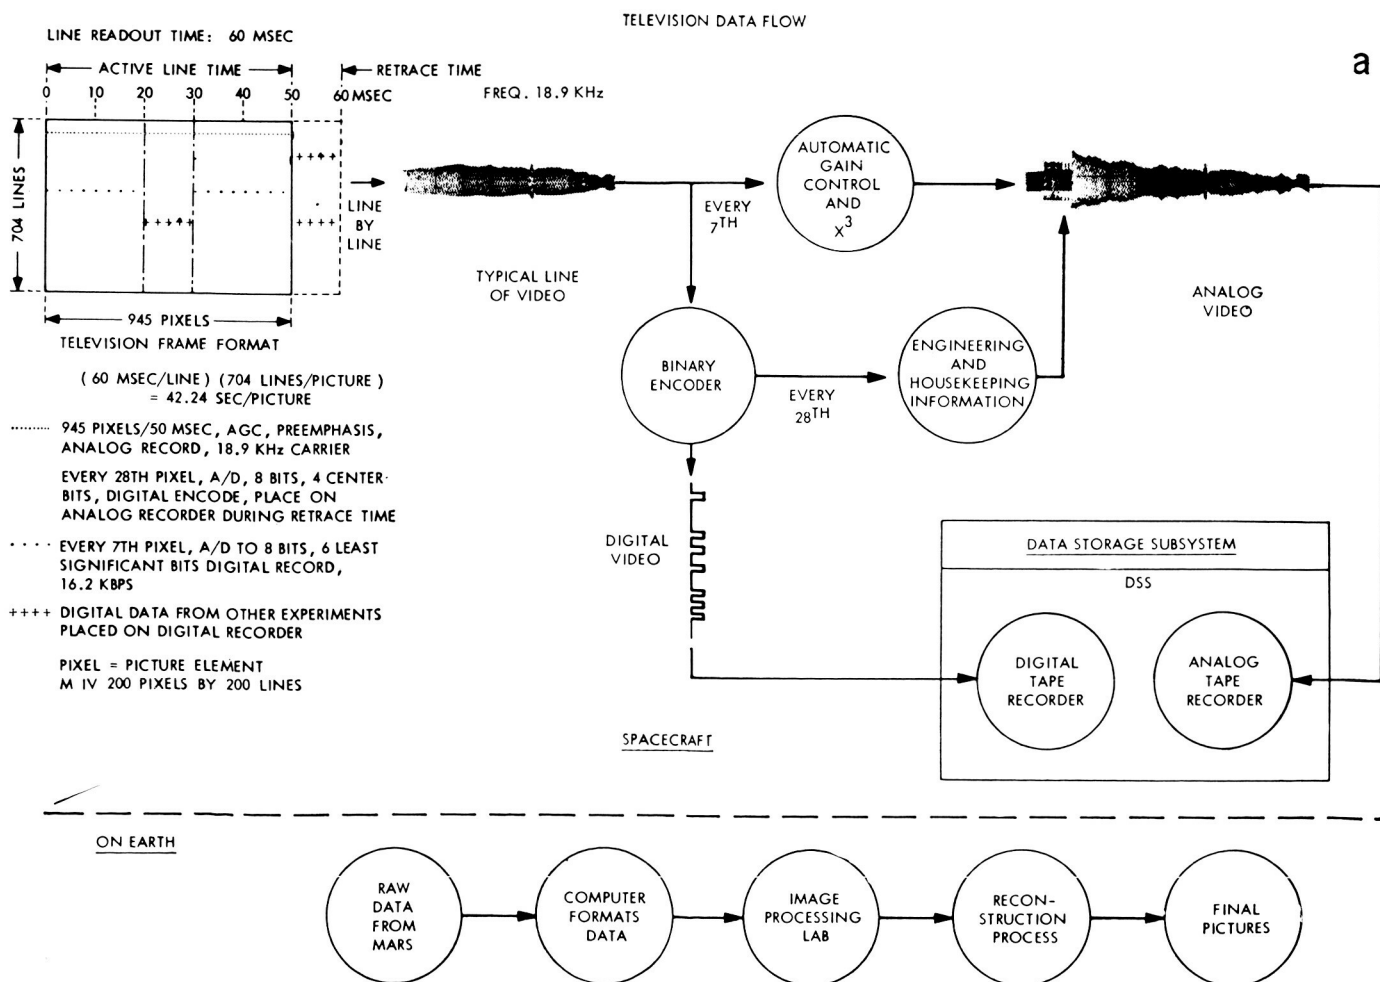 TELEVISION DATA FLOW
a
LINE READOUT TIME: 60 MSEC
ACTIVE LINE TIME
RETRACE TIME
0 10 20 30 40 50 60 MSEC
FREQ. 18.9 KHz
704 LINES
945 PIXELS
TELEVISION FRAME FORMAT
LINE
BY
LINE
TYPICAL LINE
OF VIDEO
EVERY
7TH
AUTOMATIC
GAIN
CONTROL
AND
X3
ANALOG
VIDEO
BINARY
ENCODER
EVERY
28TH
ENGINEERING
AND
HOUSEKEEPING
INFORMATION
( 60 MSEC/LINE ) ( 704 LINES/PICTURE )
= 42.24 SEC/PICTURE
......... 945 PIXELS/50 MSEC, AGC, PREEMPHASIS,
ANALOG RECORD, 18.9 KHz CARRIER
EVERY 28TH PIXEL, A/D, 8 BITS, 4 CENTER-
BITS, DIGITAL ENCODE, PLACE ON
ANALOG RECORDER DURING RETRACE TIME
. . . . EVERY 7TH PIXEL, A/D TO 8 BITS, 6 LEAST
SIGNIFICANT BITS DIGITAL RECORD,
16.2 KBPS
++++ DIGITAL DATA FROM OTHER EXPERIMENTS
PLACED ON DIGITAL RECORDER
PIXEL = PICTURE ELEMENT
M IV 200 PIXELS BY 200 LINES
DIGITAL
VIDEO
DATA STORAGE SUBSYSTEM
DSS
DIGITAL
TAPE
RECORDER
ANALOG
TAPE
RECORDER
SPACECRAFT
ON EARTH
RAW
DATA
FROM
MARS
COMPUTER
FORMATS
DATA
IMAGE
PROCESSING
LAB
RECON-
STRUCTION
PROCESS
FINAL
PICTURES